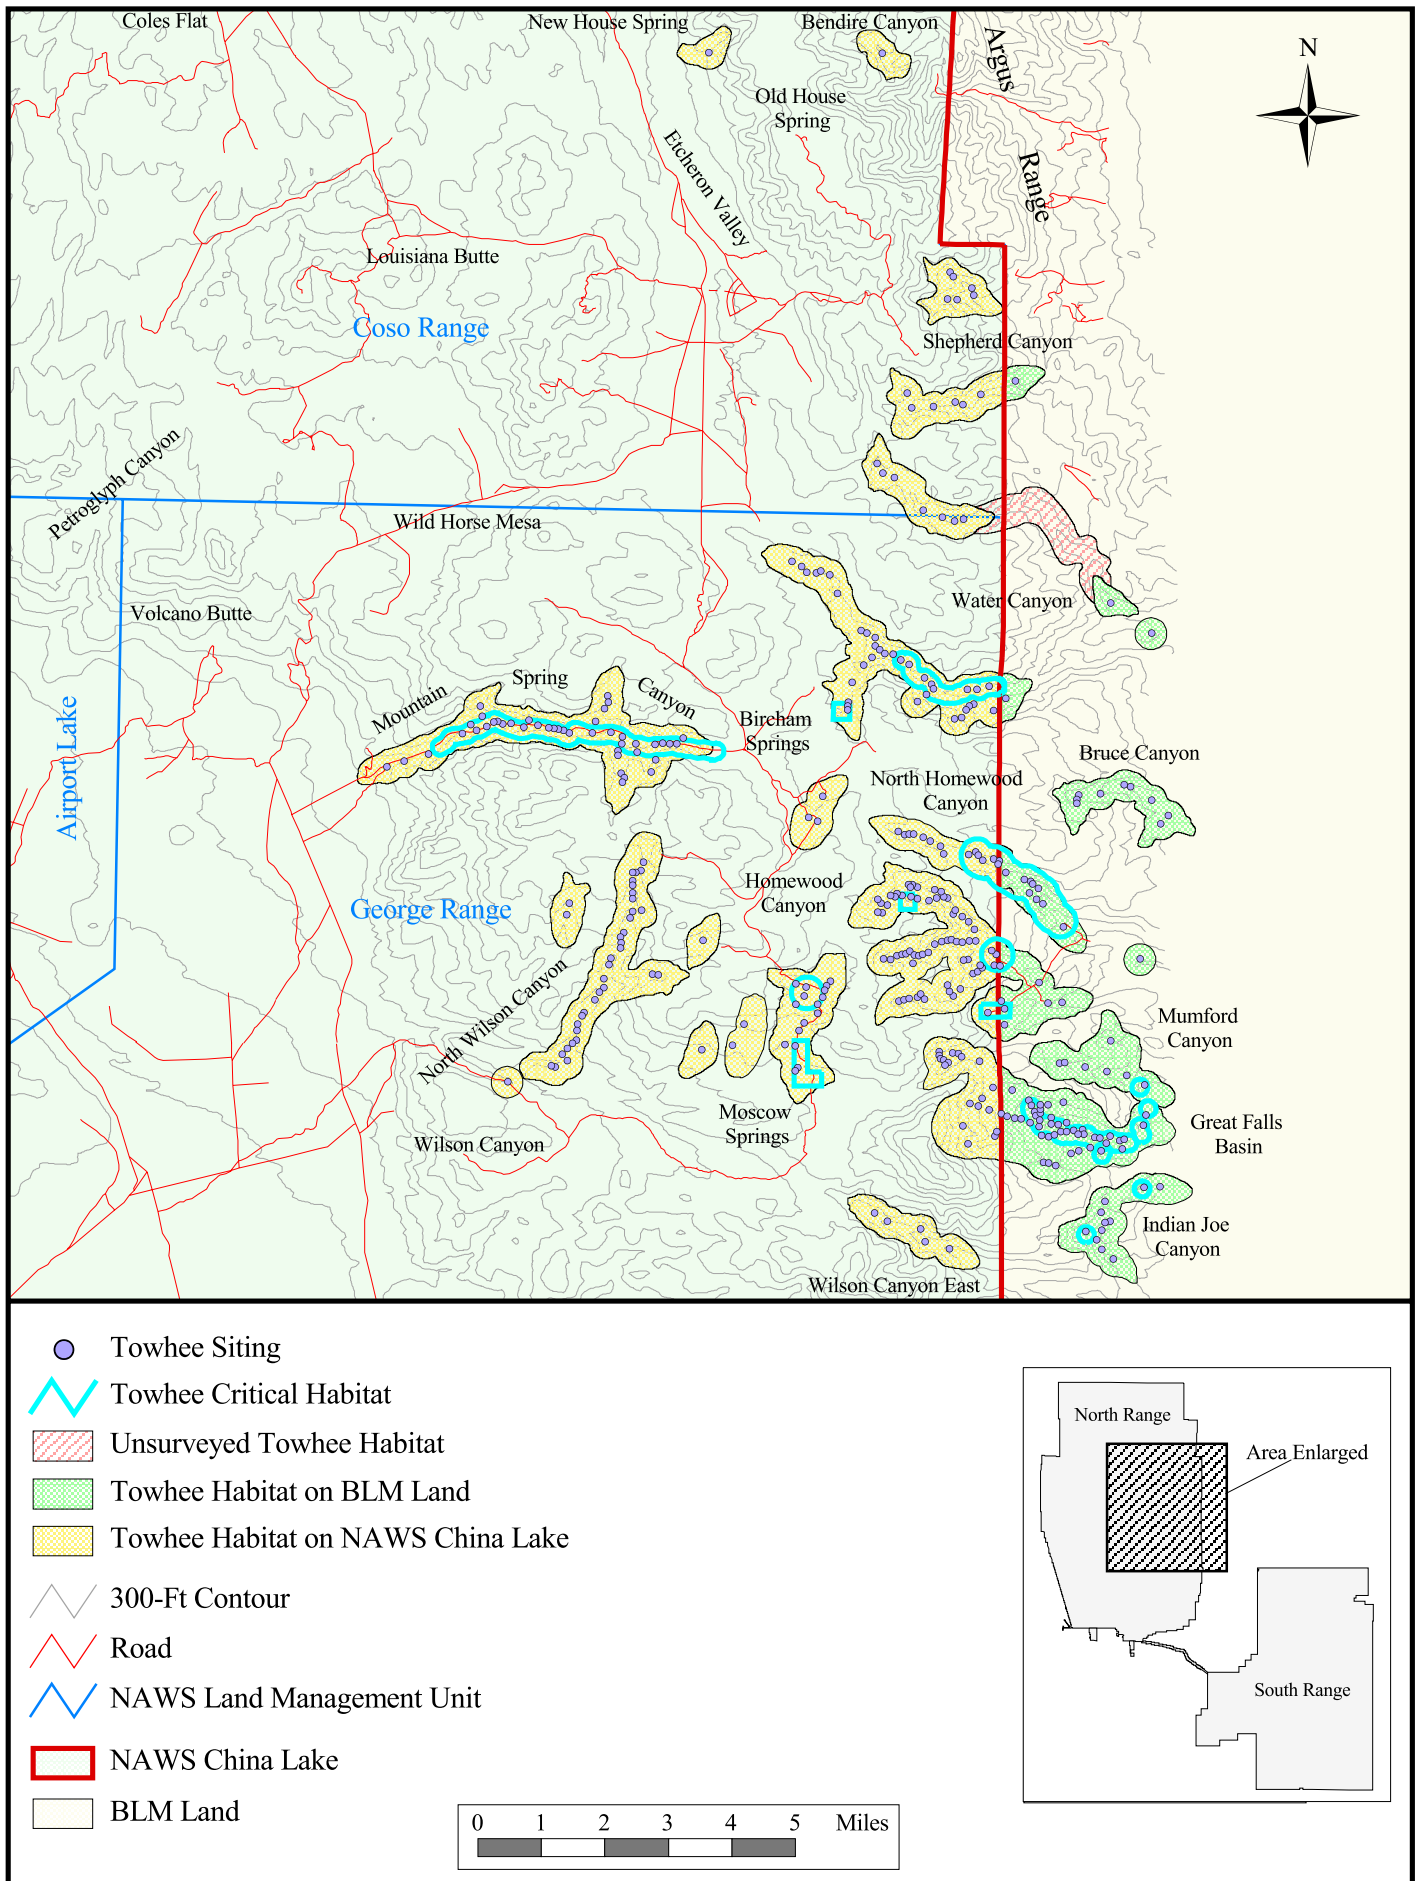 Coles Flat
New House Spring
Bendire Canyon
Argus
Range
N
Old House
Spring
Etcheron Valley
Louisiana Butte
Coso Range
Shepherd Canyon
Petroglyph Canyon
Wild Horse Mesa
Volcano Butte
Water Canyon
Mountain
Spring
Canyon
Bircham
Springs
Airport Lake
Bruce Canyon
North Homewood
Canyon
Homewood
Canyon
George Range
North Wilson Canyon
Mumford
Canyon
Moscow
Springs
Great Falls
Basin
Wilson Canyon
Indian Joe
Canyon
Wilson Canyon East
Towhee Siting
Towhee Critical Habitat
Unsurveyed Towhee Habitat
Towhee Habitat on BLM Land
Towhee Habitat on NAWS China Lake
300-Ft Contour
Road
NAWS Land Management Unit
NAWS China Lake
BLM Land
0 1 2 3 4 5 Miles
North Range
Area Enlarged
South Range